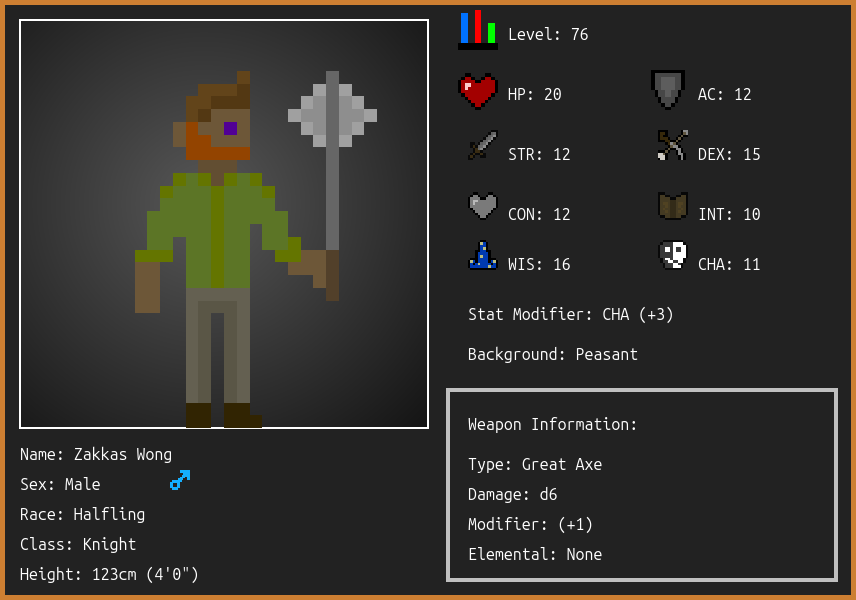 Level: 76
HP: 20
AC: 12
STR: 12
DEX: 15
CON: 12
INT: 10
WIS: 16
CHA: 11
Stat Modifier: CHA (+3)
Background: Peasant
Weapon Information:
Type: Great Axe
Damage: d6
Modifier: (+1)
Elemental: None
Name: Zakkas Wong
Sex: Male
Race: Halfling
Class: Knight
Height: 123cm (4'0")